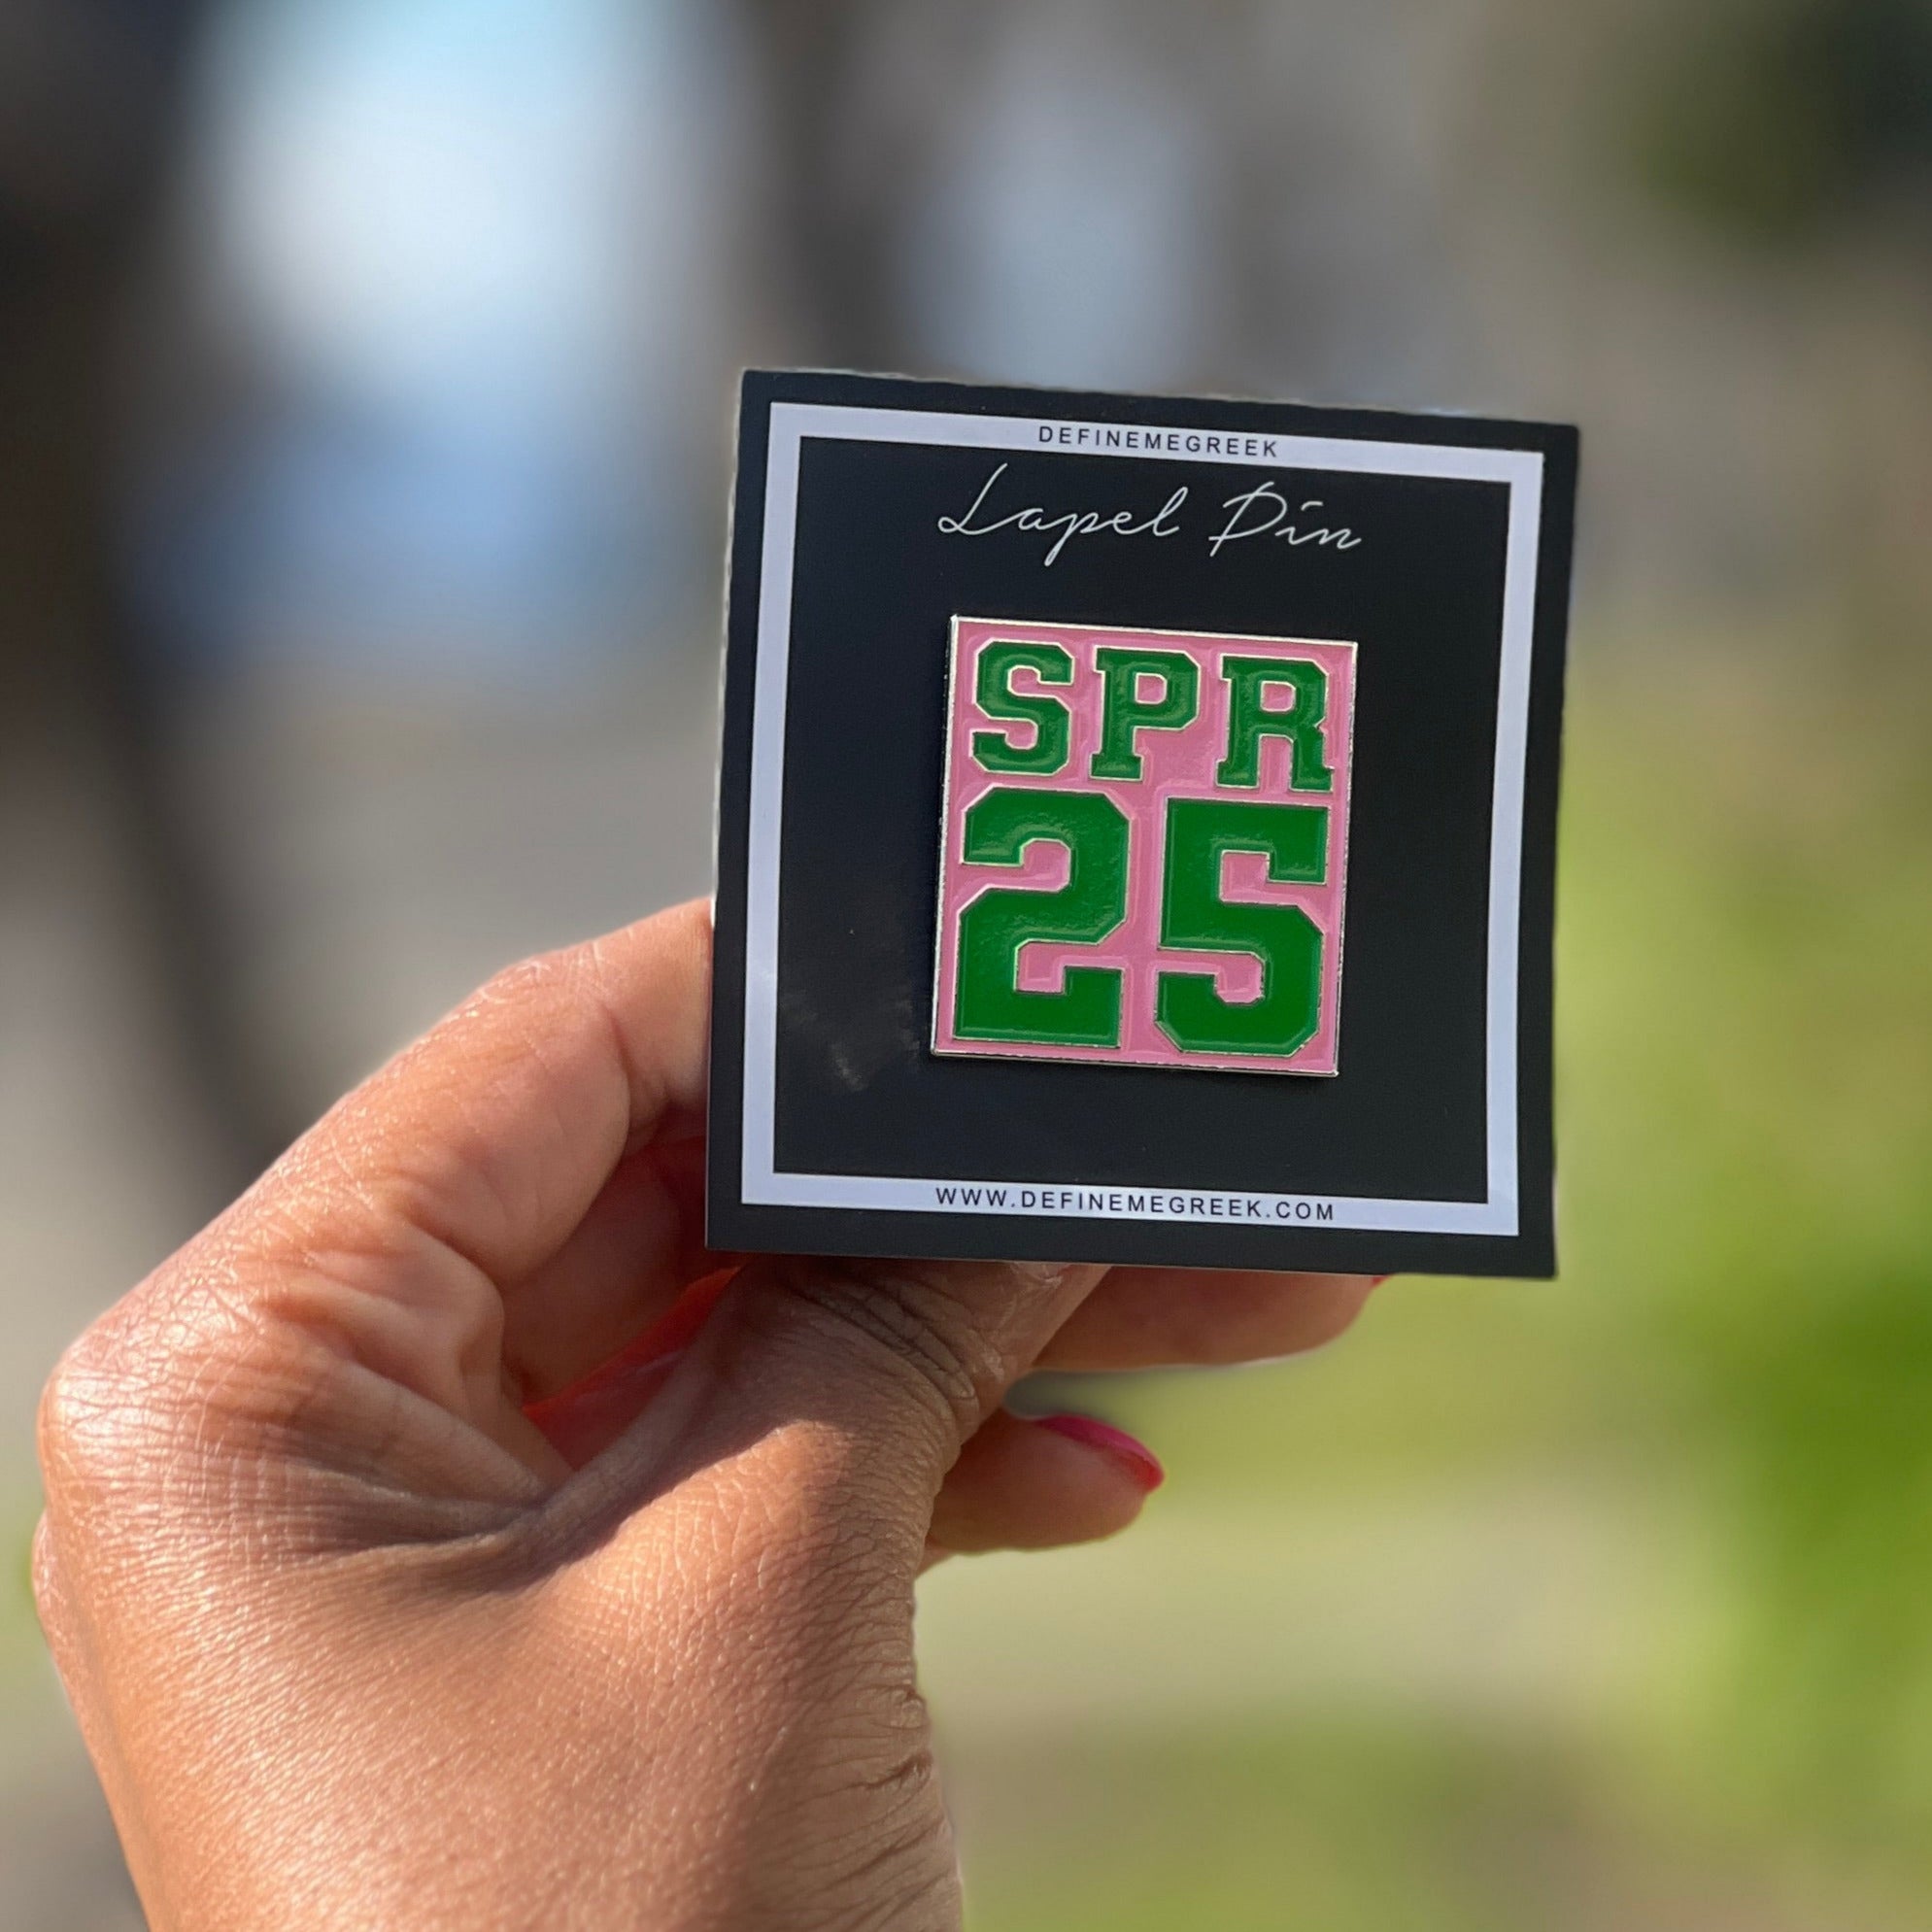 DEFINEMEGREEK
Lapel Pin
SPR
25
WWW.DEFINEMEGREEK.COM